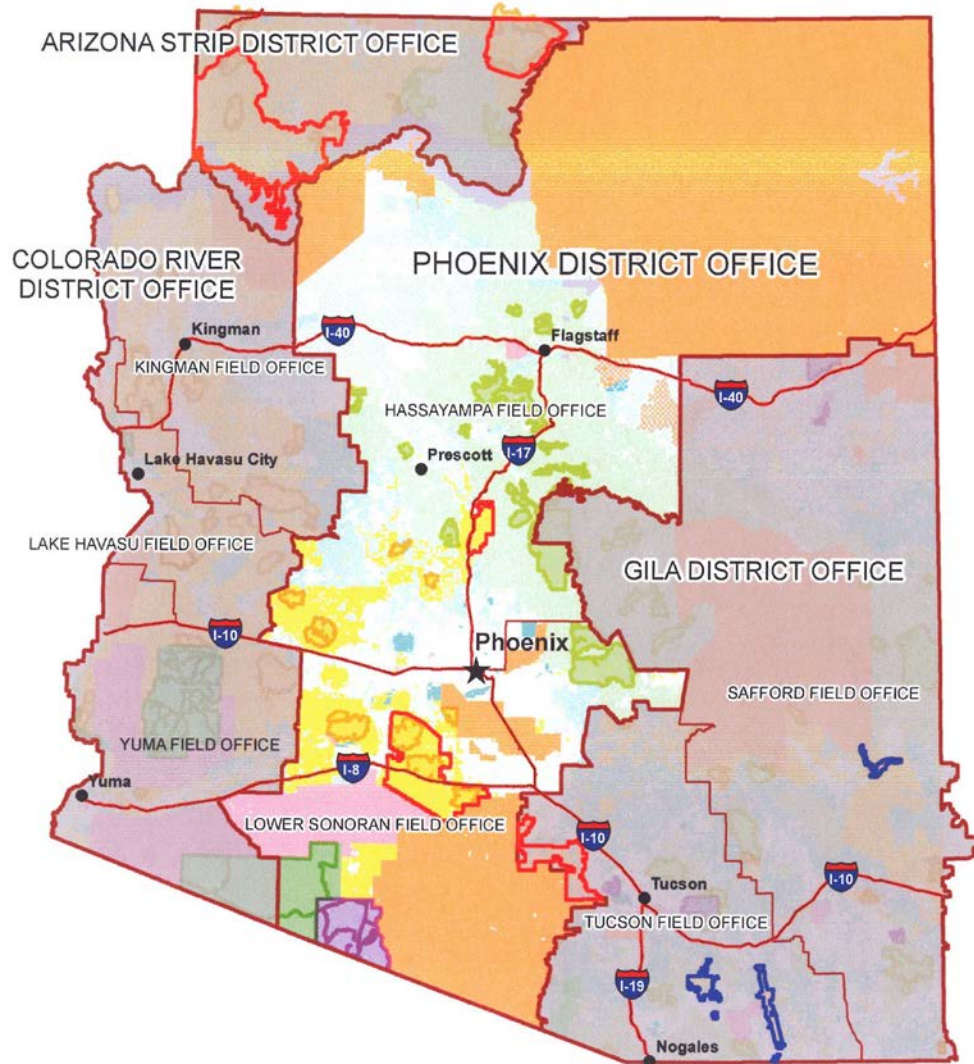 ARIZONA STRIP DISTRICT OFFICE
COLORADO RIVER
DISTRICT OFFICE
PHOENIX DISTRICT OFFICE
Kingman
I-40
Flagstaff
KINGMAN FIELD OFFICE
I-40
HASSAYAMPA FIELD OFFICE
I-17
Lake Havasu City
Prescott
LAKE HAVASU FIELD OFFICE
GILA DISTRICT OFFICE
I-10
Phoenix
SAFFORD FIELD OFFICE
YUMA FIELD OFFICE
I-8
Yuma
LOWER SONORAN FIELD OFFICE
I-10
I-10
Tucson
TUCSON FIELD OFFICE
I-19
Nogales